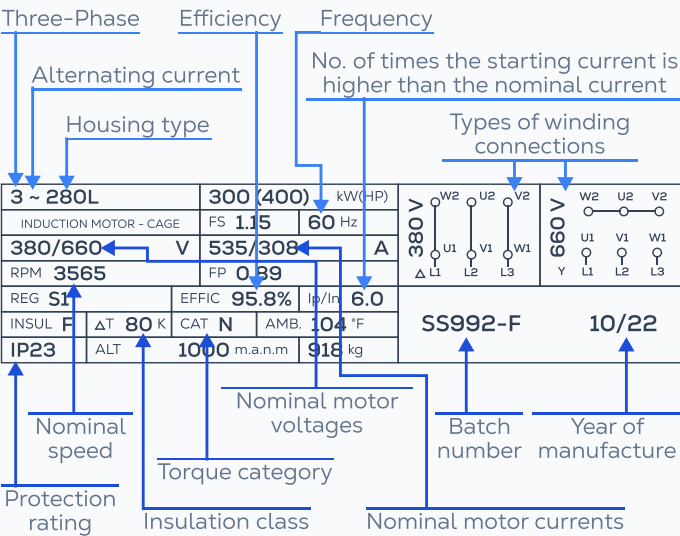 Three-Phase
Efficiency
Frequency
Alternating current
No. of times the starting current is
higher than the nominal current
Housing type
Types of winding
connections
3 ~ 280L
300 (400) kW(HP)
INDUCTION MOTOR - CAGE
FS 1.15
60 Hz
380/660 V
535/308 A
RPM 3565
FP 0.89
REG S1
EFFIC 95.8%
Ip/In 6.0
INSUL F
△T 80 K
CAT N
AMB. 104 °F
IP23
ALT 1000 m.a.n.m
918 kg
380 V
W2 U2 V2
U1 V1 W1
△ L1 L2 L3
660 V
W2 U2 V2
U1 V1 W1
Y L1 L2 L3
SS992-F
10/22
Nominal
speed
Nominal motor
voltages
Batch
number
Year of
manufacture
Torque category
Protection
rating
Insulation class
Nominal motor currents